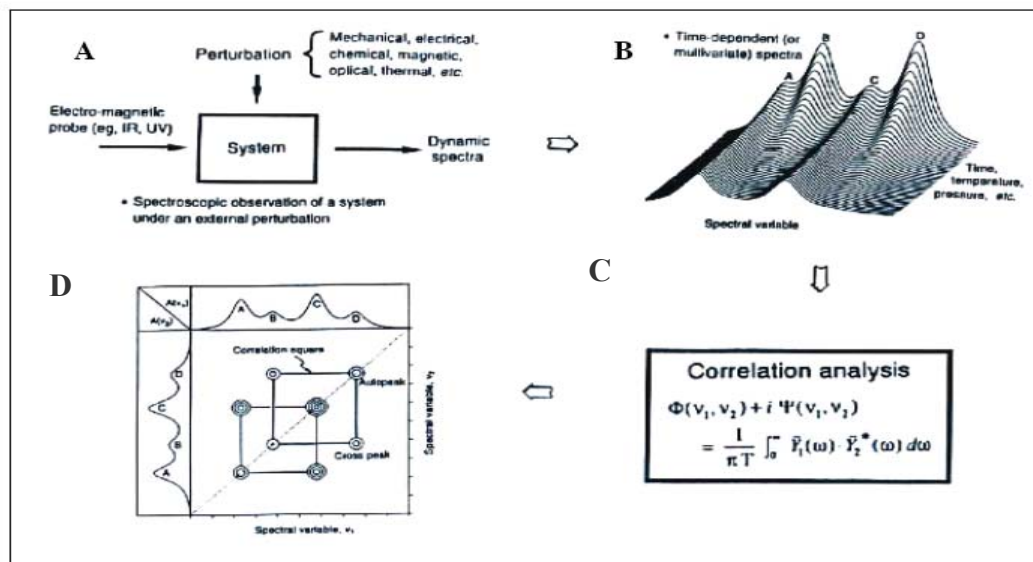 A
Perturbation
Mechanical, electrical,
chemical, magnetic,
optical, thermal, etc.
Electro-magnetic
probe (eg, IR, UV)
System
Dynamic
spectra
• Spectroscopic observation of a system
under an external perturbation
B
• Time-dependent (or
multivariate) spectra
A
B
C
D
Time,
temperature,
pressure, etc.
Spectral variable
C
Correlation analysis
Φ(ν₁, ν₂) + i Ψ(ν₁, ν₂)
= 1/πT ∫₀^∞ Ỹ₁(ω) · Ỹ₂*(ω) dω
D
A(ν₁)
A(ν₂)
A
B
C
D
Correlation square
Autopeak
Cross peak
D
C
B
A
Spectral variable, ν₂
Spectral variable, ν₁